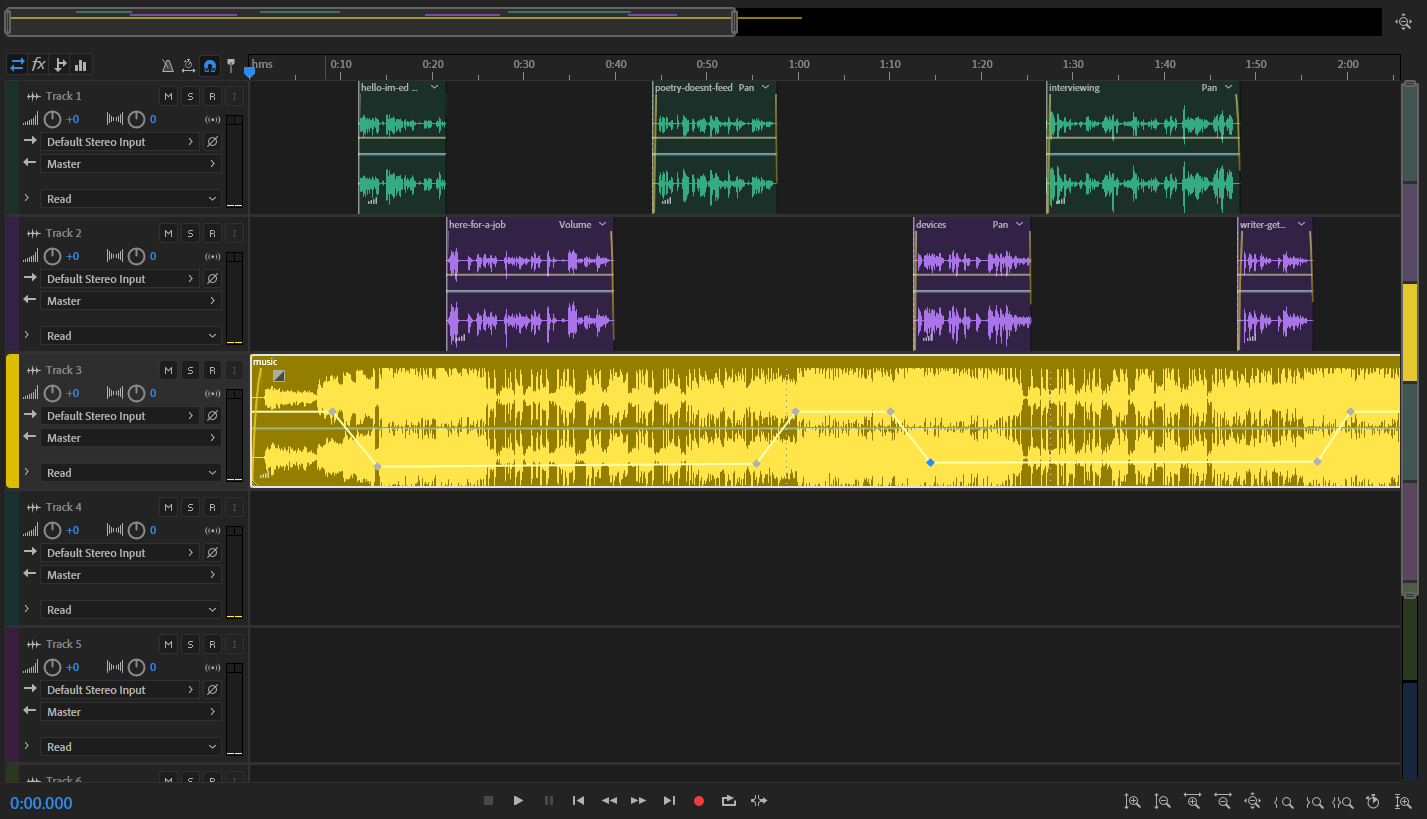 fx hms 0:10 0:20 0:30 0:40 0:50 1:00 1:10 1:20 1:30 1:40 1:50 2:00
Track 1 M S R I
+0 0
Default Stereo Input
Master
Read
hello-im-ed ...
poetry-doesnt-feed Pan
interviewing Pan
Track 2 M S R I
+0 0
Default Stereo Input
Master
Read
here-for-a-job Volume
devices Pan
writer-get...
Track 3 M S R I
+0 0
Default Stereo Input
Master
Read
music
Track 4 M S R I
+0 0
Default Stereo Input
Master
Read
Track 5 M S R I
+0 0
Default Stereo Input
Master
Read
Track 6 M S R I
0:00.000